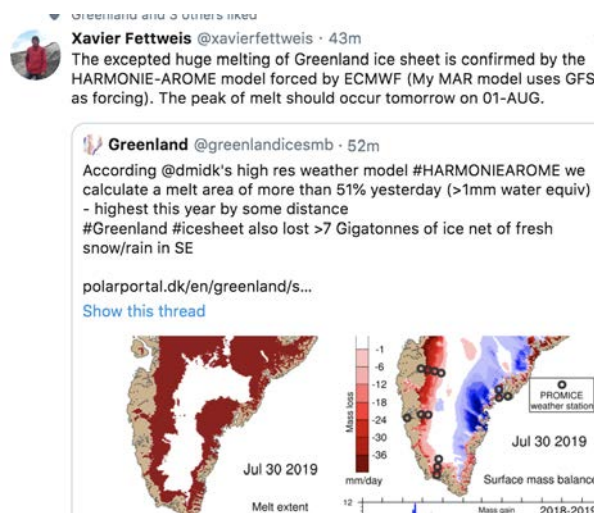 Greenland and 3 others liked
Xavier Fettweis @xavierfettweis · 43m
The excepted huge melting of Greenland ice sheet is confirmed by the
HARMONIE-AROME model forced by ECMWF (My MAR model uses GFS
as forcing). The peak of melt should occur tomorrow on 01-AUG.
Greenland @greenlandicesmb · 52m
According @dmidk's high res weather model #HARMONIEAROME we
calculate a melt area of more than 51% yesterday (>1mm water equiv)
- highest this year by some distance
#Greenland #icesheet also lost >7 Gigatonnes of ice net of fresh
snow/rain in SE
polarportal.dk/en/greenland/s...
Show this thread
Jul 30 2019
Melt extent
Mass loss
-1
-6
-12
-18
-24
-30
-36
mm/day
PROMICE
weather station
Jul 30 2019
Surface mass balance
12
Mass gain
2018-2019